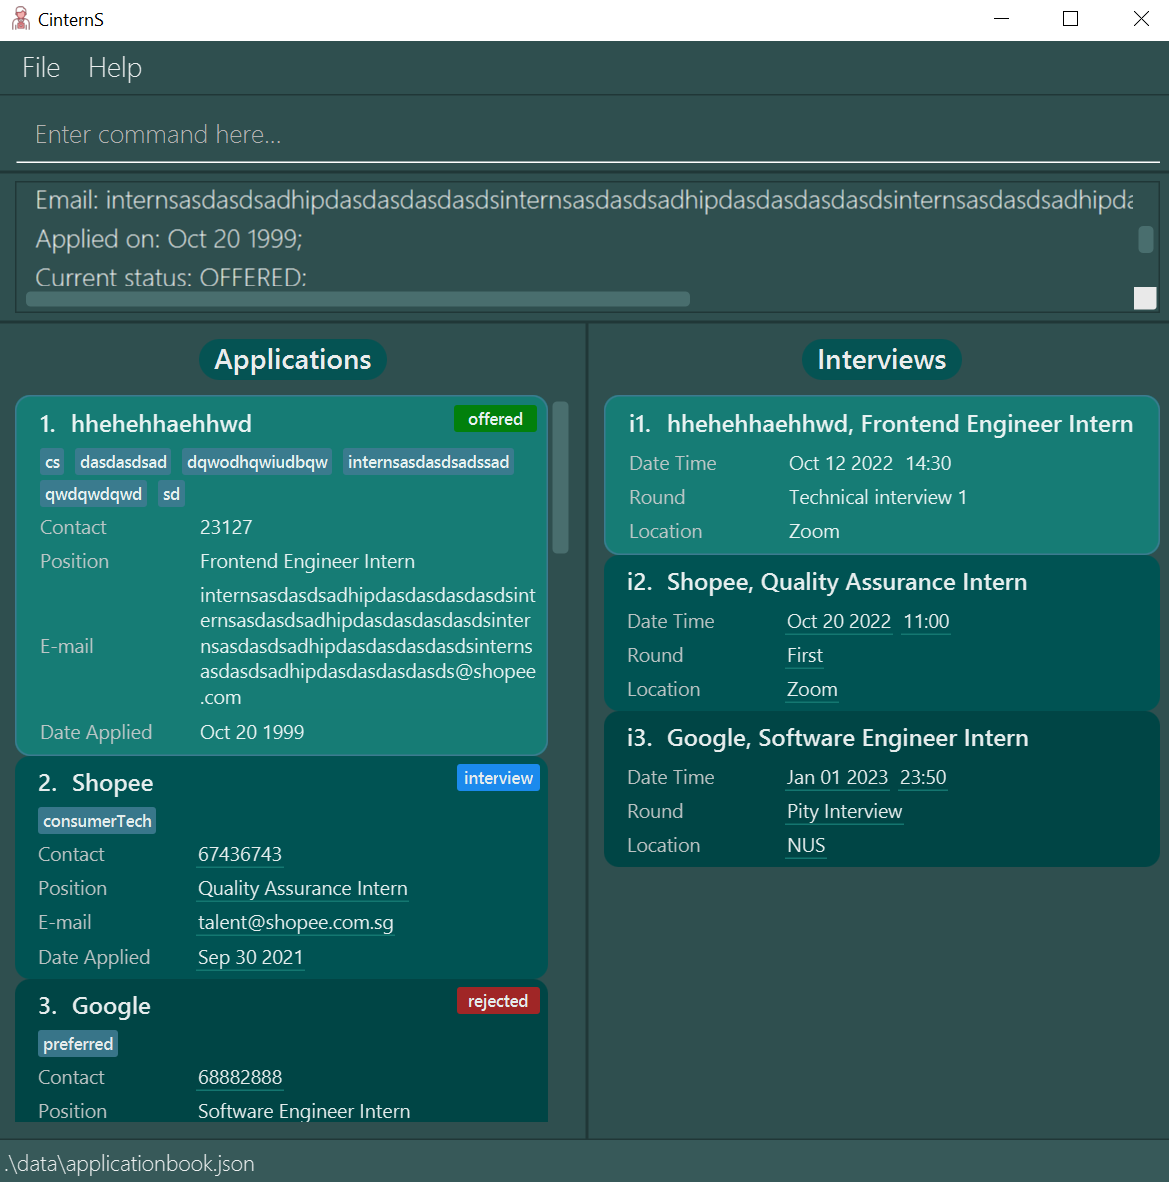 CinternS
File Help
Enter command here...
Email: internsasdasdsadhipdasdasdasdasdsinternsasdasdsadhipdasdasdasdasdsinternsasdasdsadhipda
Applied on: Oct 20 1999;
Current status: OFFERED;
Applications
1. hhehehhaehhwd offered
cs dasdasdsad dqwodhqwiudbqw internsasdasdsadssad
qwdqwdqwd sd
Contact 23127
Position Frontend Engineer Intern
E-mail internsasdasdsadhipdasdasdasdasdsint
ernsasdasdsadhipdasdasdasdasdsinter
nsasdasdsadhipdasdasdasdasdsinterns
asdasdsadhipdasdasdasdasds@shopee
.com
Date Applied Oct 20 1999
2. Shopee interview
consumerTech
Contact 67436743
Position Quality Assurance Intern
E-mail talent@shopee.com.sg
Date Applied Sep 30 2021
3. Google rejected
preferred
Contact 68882888
Position Software Engineer Intern
Interviews
i1. hhehehhaehhwd, Frontend Engineer Intern
Date Time Oct 12 2022 14:30
Round Technical interview 1
Location Zoom
i2. Shopee, Quality Assurance Intern
Date Time Oct 20 2022 11:00
Round First
Location Zoom
i3. Google, Software Engineer Intern
Date Time Jan 01 2023 23:50
Round Pity Interview
Location NUS
.\data\applicationbook.json